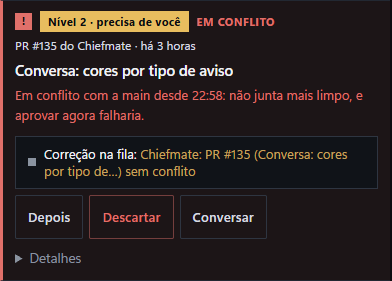 ! Nível 2 · precisa de você EM CONFLITO
PR #135 do Chiefmate · há 3 horas
Conversa: cores por tipo de aviso
Em conflito com a main desde 22:58: não junta mais limpo, e
aprovar agora falharia.
Correção na fila: Chiefmate: PR #135 (Conversa: cores
por tipo de...) sem conflito
Depois Descartar Conversar
Detalhes